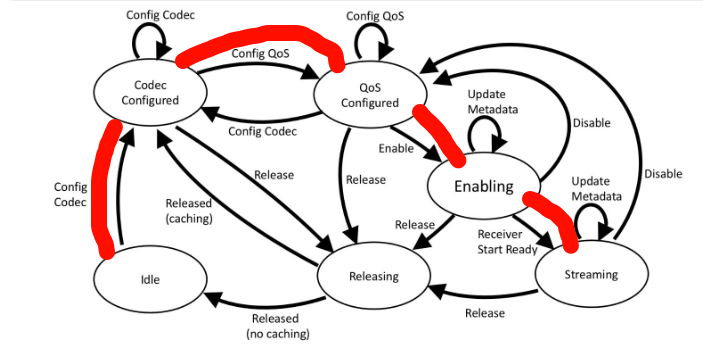 Config Codec
Config QoS
Codec
Configured
Config QoS
QoS
Configured
Update
Metadata
Config Codec
Enable
Disable
Config
Codec
Release
Released
(caching)
Release
Enabling
Update
Metadata
Disable
Release
Receiver
Start Ready
Idle
Releasing
Streaming
Released
(no caching)
Release